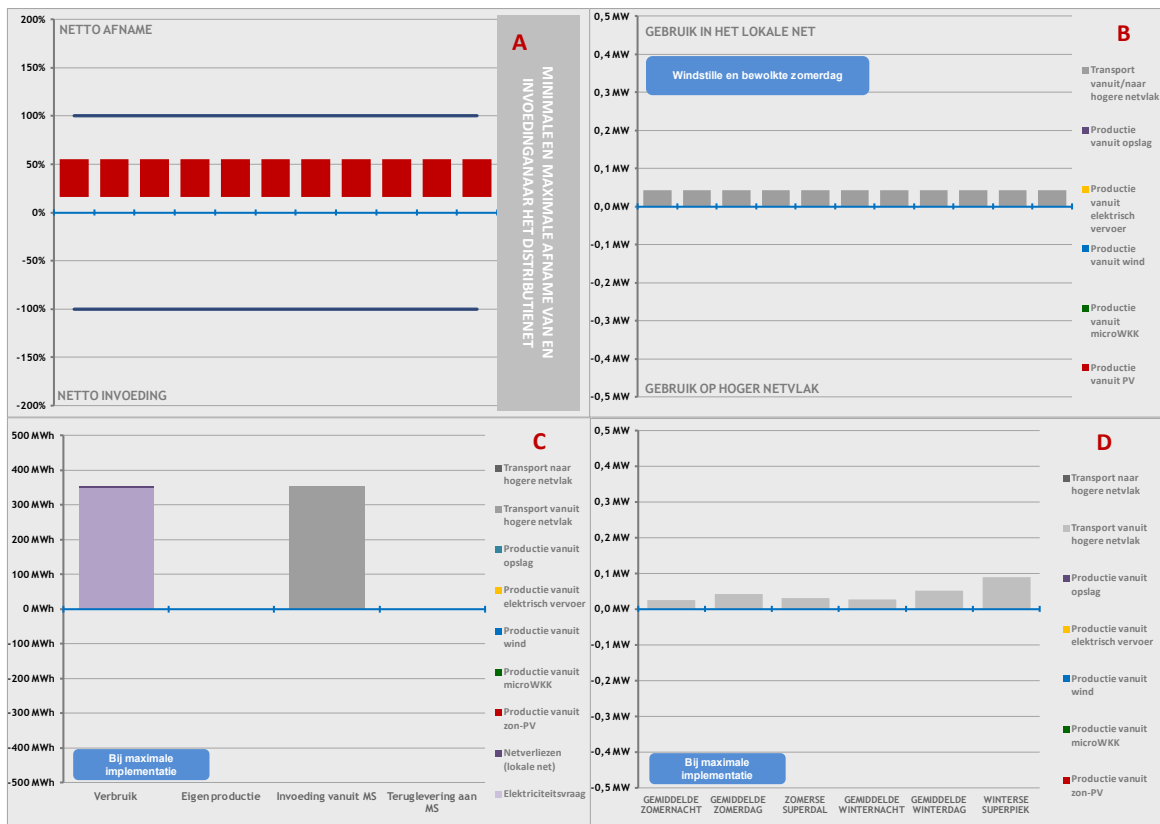 200%
150%
100%
50%
0%
-50%
-100%
-150%
-200%
NETTO AFNAME
NETTO INVOEDING
A
MINIMALE EN MAXIMALE AFNAME VAN EN
INVOEDINGANAAR HET DISTRIBUTIENET
0,5 MW
0,4 MW
0,3 MW
0,2 MW
0,1 MW
0,0 MW
-0,1 MW
-0,2 MW
-0,3 MW
-0,4 MW
-0,5 MW
GEBRUIK IN HET LOKALE NET
Windstille en bewolkte zomerdag
GEBRUIK OP HOGER NETVLAK
B
Transport
vanuit/naar
hogere netvlak
Productie
vanuit opslag
Productie
vanuit
elektrisch
vervoer
Productie
vanuit wind
Productie
vanuit
microWKK
Productie
vanuit PV
500 MWh
400 MWh
300 MWh
200 MWh
100 MWh
0 MWh
-100 MWh
-200 MWh
-300 MWh
-400 MWh
-500 MWh
Bij maximale
implementatie
Verbruik
Eigen productie
Invoeding vanuit MS
Teruglevering aan
MS
C
Transport naar
hogere netvlak
Transport vanuit
hogere netvlak
Productie vanuit
opslag
Productie vanuit
elektrisch vervoer
Productie vanuit
wind
Productie vanuit
microWKK
Productie vanuit
zon-PV
Netverliezen
(lokale net)
Elektriciteitsvraag
0,5 MW
0,4 MW
0,3 MW
0,2 MW
0,1 MW
0,0 MW
-0,1 MW
-0,2 MW
-0,3 MW
-0,4 MW
-0,5 MW
Bij maximale
implementatie
GEMIDDELDE
ZOMERNACHT
GEMIDDELDE
ZOMERDAG
ZOMERSE
SUPERDAL
GEMIDDELDE
WINTERNACHT
GEMIDDELDE
WINTERDAG
WINTERSE
SUPERPIEK
D
Transport naar
hogere netvlak
Transport vanuit
hogere netvlak
Productie vanuit
opslag
Productie vanuit
elektrisch vervoer
Productie vanuit
wind
Productie vanuit
microWKK
Productie vanuit
zon-PV